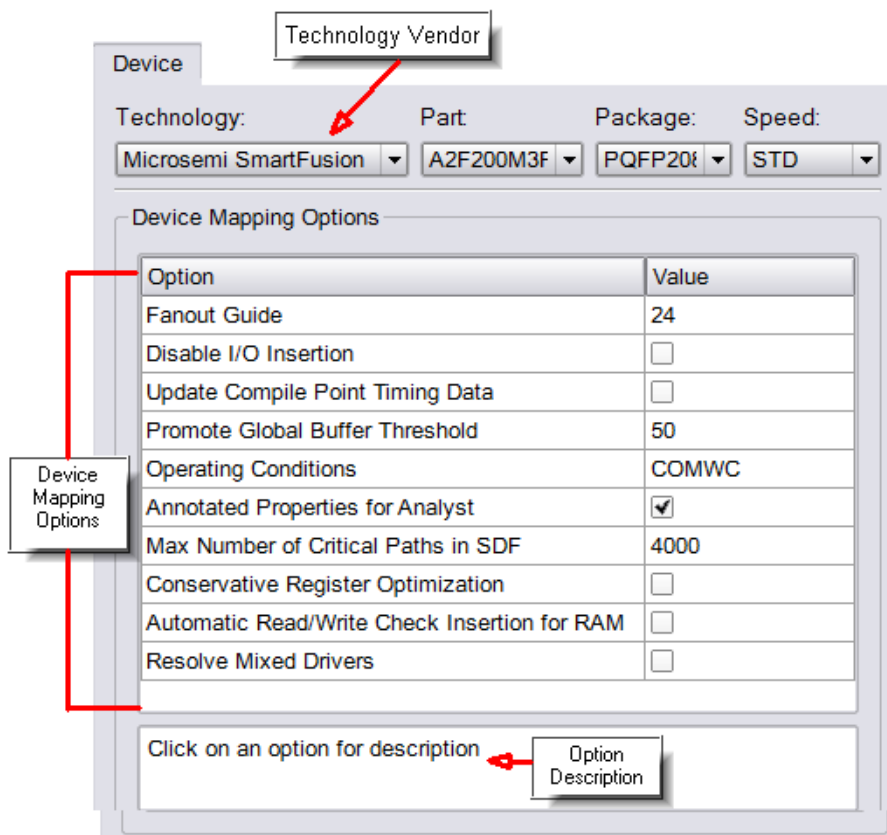 Technology Vendor
Device
Technology: Part: Package: Speed:
Microsemi SmartFusion A2F200M3F PQFP208 STD
Device Mapping Options
Option Value
Fanout Guide 24
Disable I/O Insertion
Update Compile Point Timing Data
Promote Global Buffer Threshold 50
Operating Conditions COMWC
Annotated Properties for Analyst
Max Number of Critical Paths in SDF 4000
Conservative Register Optimization
Automatic Read/Write Check Insertion for RAM
Resolve Mixed Drivers
Device
Mapping
Options
Click on an option for description
Option
Description